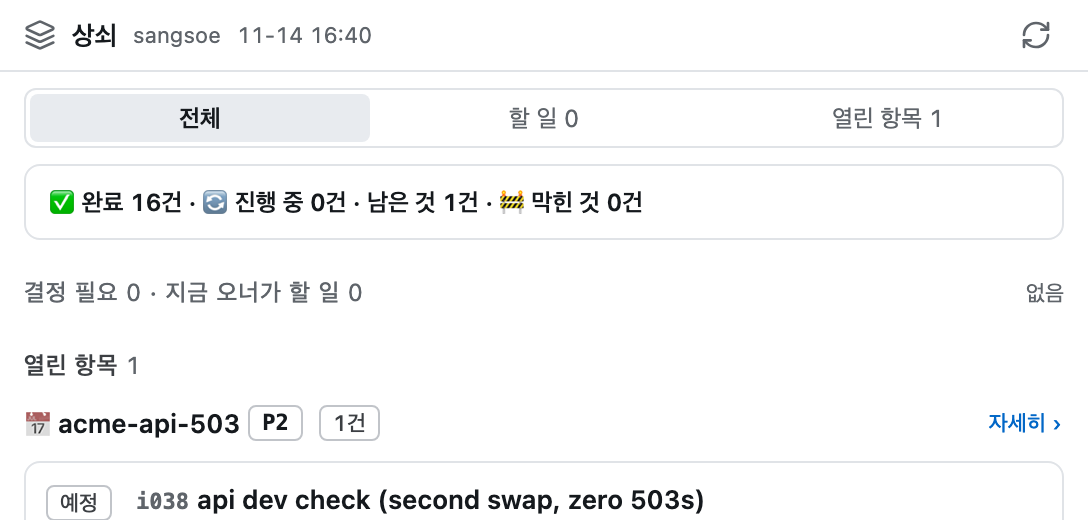 상쇠 sangsoe 11-14 16:40
전체 할 일 0 열린 항목 1
✅ 완료 16건 · 🔄 진행 중 0건 · 남은 것 1건 · 🚧 막힌 것 0건
결정 필요 0 · 지금 오너가 할 일 0 없음
열린 항목 1
📅 acme-api-503 P2 1건 자세히 ›
예정 i038 api dev check (second swap, zero 503s)